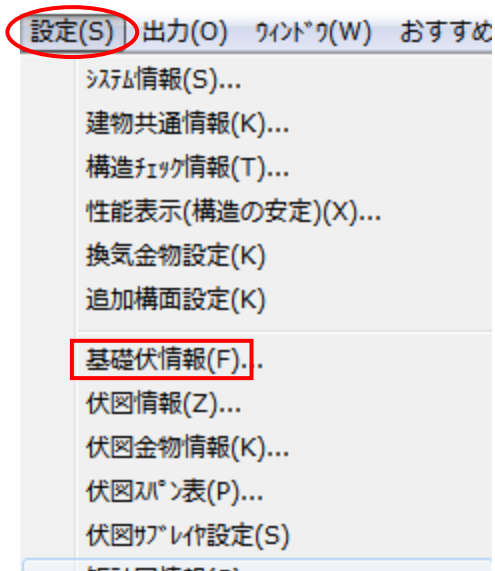 設定(S) 出力(O) ｳｨﾝﾄﾞｳ(W) おすすめ
ｼｽﾃﾑ情報(S)...
建物共通情報(K)...
構造ﾁｪｯｸ情報(T)...
性能表示(構造の安定)(X)...
換気金物設定(K)
追加構面設定(K)
基礎伏情報(F)...
伏図情報(Z)...
伏図金物情報(K)...
伏図ｽﾊﾟﾝ表(P)...
伏図ｻﾌﾞﾚｲﾔ設定(S)